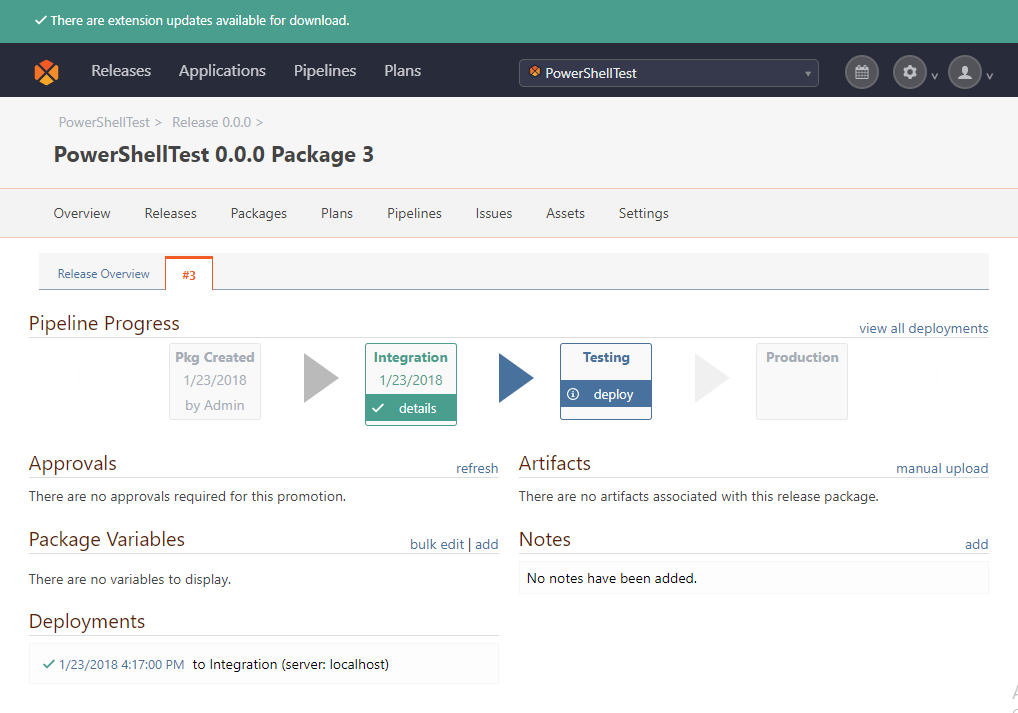 There are extension updates available for download.
Releases Applications Pipelines Plans PowerShellTest
PowerShellTest > Release 0.0.0 >
PowerShellTest 0.0.0 Package 3
Overview Releases Packages Plans Pipelines Issues Assets Settings
Release Overview #3
Pipeline Progress view all deployments
Pkg Created Integration Testing Production
1/23/2018 1/23/2018
by Admin details deploy
Approvals refresh
There are no approvals required for this promotion.
Artifacts manual upload
There are no artifacts associated with this release package.
Package Variables bulk edit | add
There are no variables to display.
Notes add
No notes have been added.
Deployments
1/23/2018 4:17:00 PM to Integration (server: localhost)